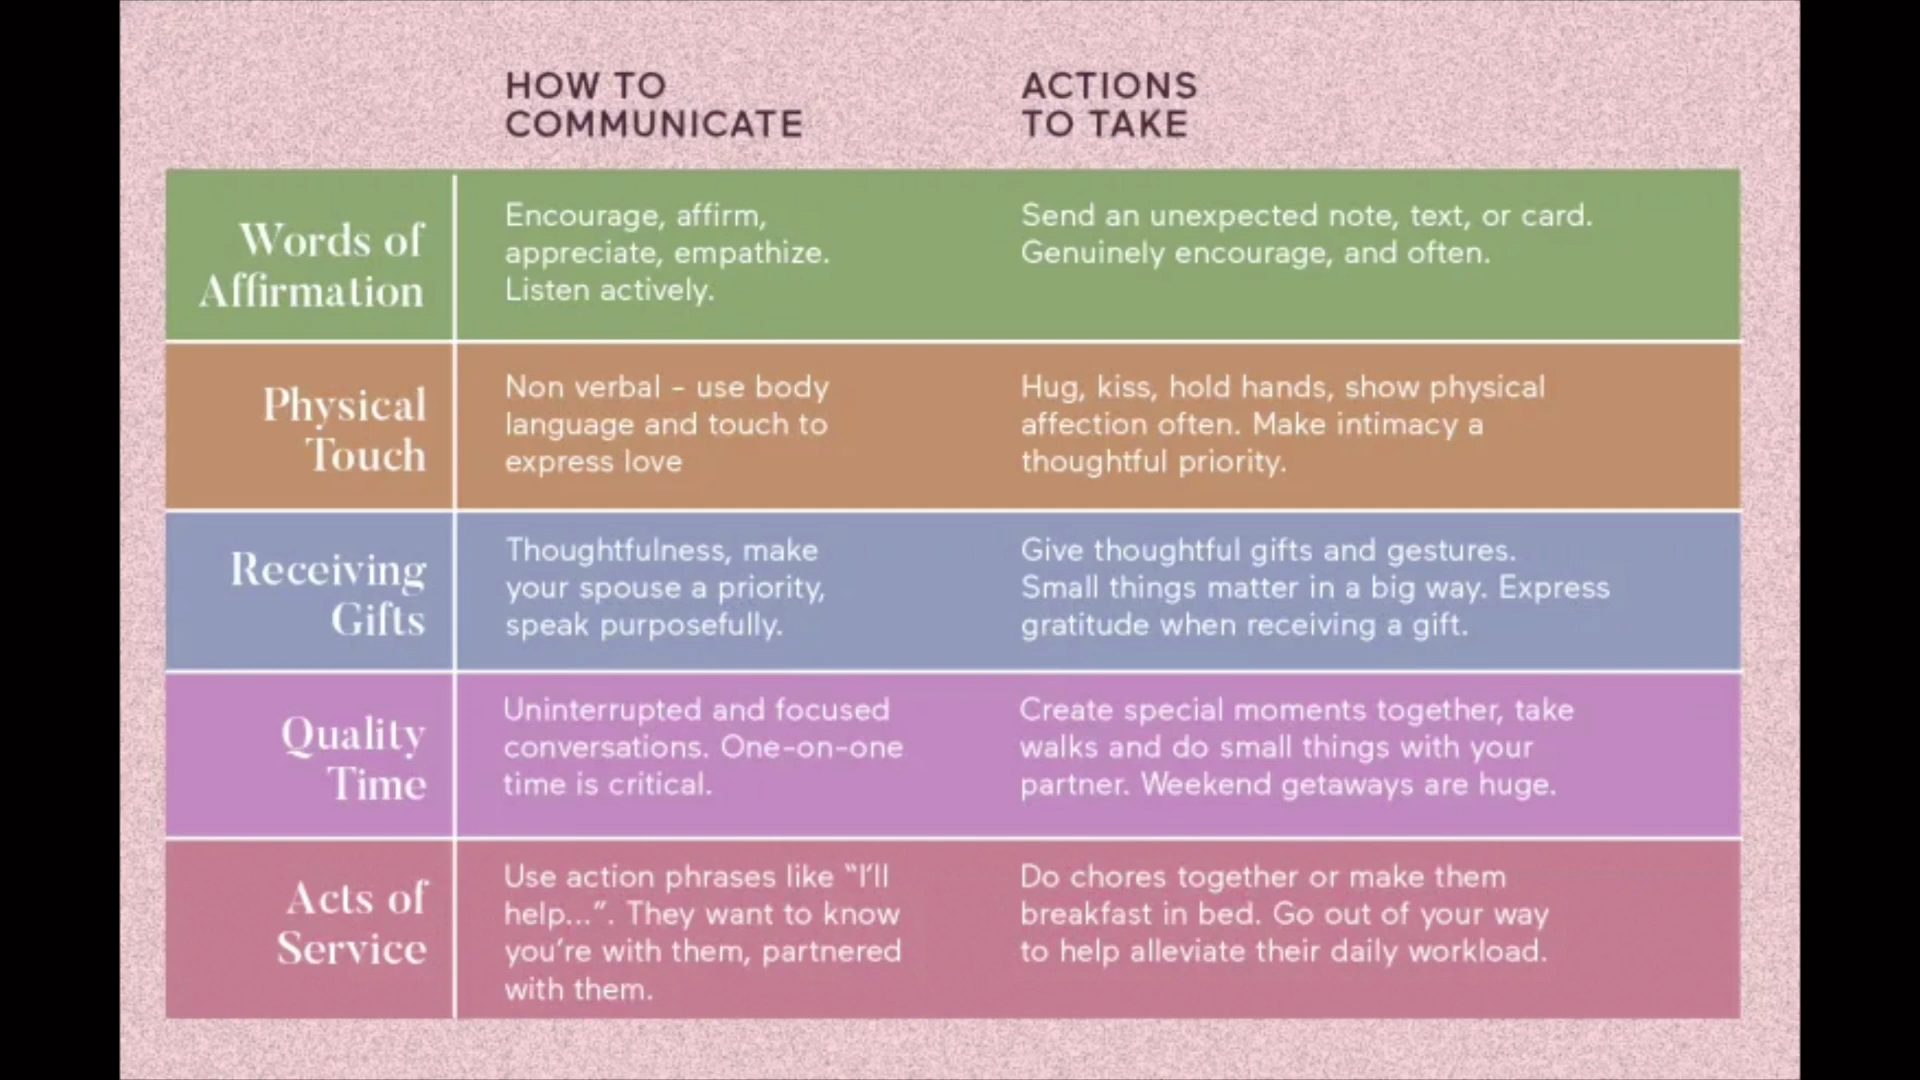 HOW TO
COMMUNICATE
ACTIONS
TO TAKE
Words of
Affirmation
Encourage, affirm,
appreciate, empathize.
Listen actively.
Send an unexpected note, text, or card.
Genuinely encourage, and often.
Physical
Touch
Non verbal - use body
language and touch to
express love
Hug, kiss, hold hands, show physical
affection often. Make intimacy a
thoughtful priority.
Receiving
Gifts
Thoughtfulness, make
your spouse a priority,
speak purposefully.
Give thoughtful gifts and gestures.
Small things matter in a big way. Express
gratitude when receiving a gift.
Quality
Time
Uninterrupted and focused
conversations. One-on-one
time is critical.
Create special moments together, take
walks and do small things with your
partner. Weekend getaways are huge.
Acts of
Service
Use action phrases like “I’ll
help...”. They want to know
you’re with them, partnered
with them.
Do chores together or make them
breakfast in bed. Go out of your way
to help alleviate their daily workload.